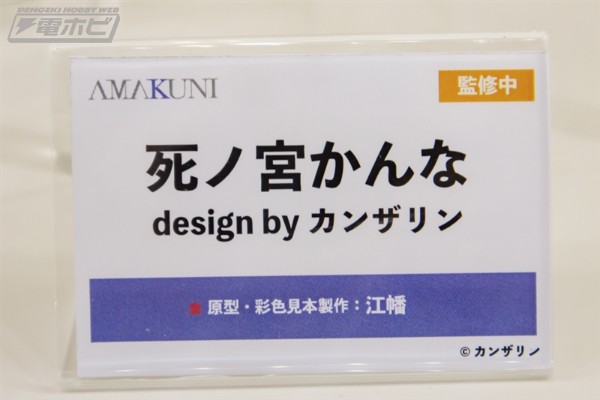 DENGEKI HOBBY WEB
電ホビ
AMAKUNI
監修中
死ノ宮かんな
design by カンザリン
原型・彩色見本製作：江幡
© カンザリン